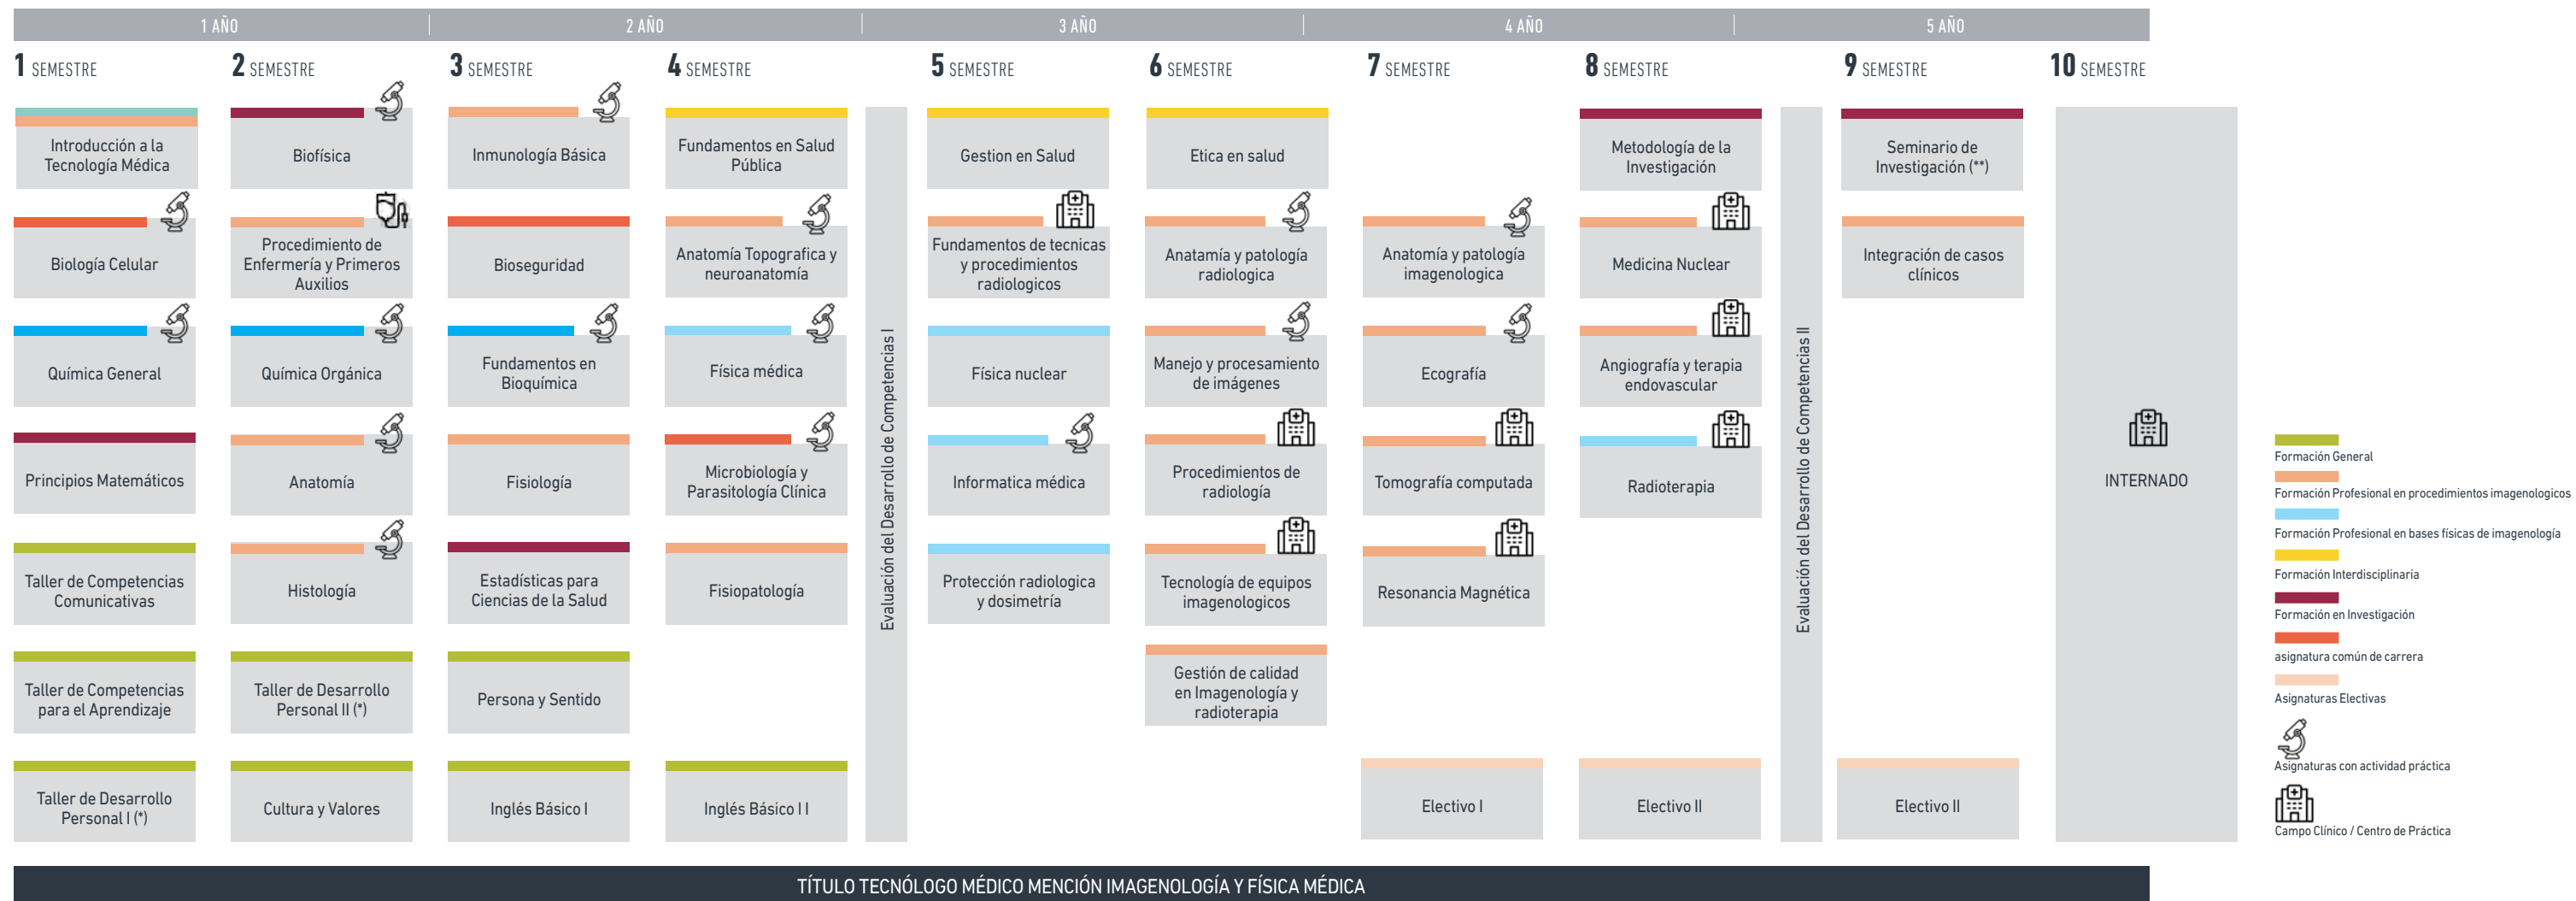 1 AÑO
2 AÑO
3 AÑO
4 AÑO
5 AÑO
1 SEMESTRE
2 SEMESTRE
3 SEMESTRE
4 SEMESTRE
5 SEMESTRE
6 SEMESTRE
7 SEMESTRE
8 SEMESTRE
9 SEMESTRE
10 SEMESTRE
Introducción a la
Tecnología Médica
Biología Celular
Química General
Principios Matemáticos
Taller de Competencias
Comunicativas
Taller de Competencias
para el Aprendizaje
Taller de Desarrollo
Personal I (*)
Biofísica
Procedimiento de
Enfermería y Primeros
Auxilios
Química Orgánica
Anatomía
Histología
Taller de Desarrollo
Personal II (*)
Cultura y Valores
Inmunología Básica
Bioseguridad
Fundamentos en
Bioquímica
Fisiología
Estadísticas para
Ciencias de la Salud
Persona y Sentido
Inglés Básico I
Fundamentos en Salud
Pública
Anatomía Topografica y
neuroanatomía
Física médica
Microbiología y
Parasitología Clínica
Fisiopatología
Inglés Básico I I
Evaluación del Desarrollo de Competencias I
Gestion en Salud
Fundamentos de tecnicas
y procedimientos
radiologicos
Física nuclear
Informatica médica
Protección radiologica
y dosimetría
Etica en salud
Anatamía y patología
radiologica
Manejo y procesamiento
de imágenes
Procedimientos de
radiología
Tecnología de equipos
imagenologicos
Gestión de calidad
en Imagenología y
radioterapia
Anatomía y patología
imagenologica
Ecografía
Tomografía computada
Resonancia Magnética
Electivo I
Metodología de la
Investigación
Medicina Nuclear
Angiografía y terapia
endovascular
Radioterapia
Electivo II
Evaluación del Desarrollo de Competencias II
Seminario de
Investigación (**)
Integración de casos
clínicos
Electivo II
INTERNADO
Formación General
Formación Profesional en procedimientos imagenologicos
Formación Profesional en bases físicas de imagenología
Formación Interdisciplinaria
Formación en Investigación
asignatura común de carrera
Asignaturas Electivas
Asignaturas con actividad práctica
Campo Clínico / Centro de Práctica
TÍTULO TECNÓLOGO MÉDICO MENCIÓN IMAGENOLOGÍA Y FÍSICA MÉDICA